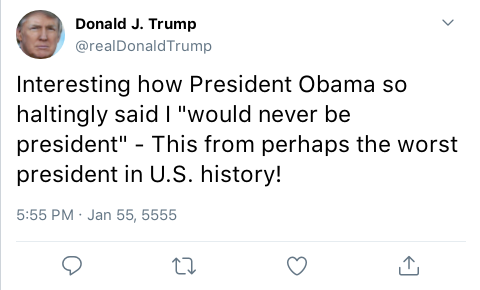 Donald J. Trump
@realDonaldTrump
Interesting how President Obama so
haltingly said I "would never be
president" - This from perhaps the worst
president in U.S. history!
5:55 PM · Jan 55, 5555